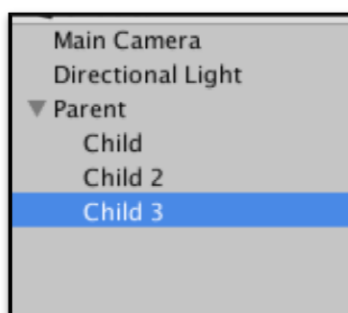 Main Camera
Directional Light
Parent
Child
Child 2
Child 3